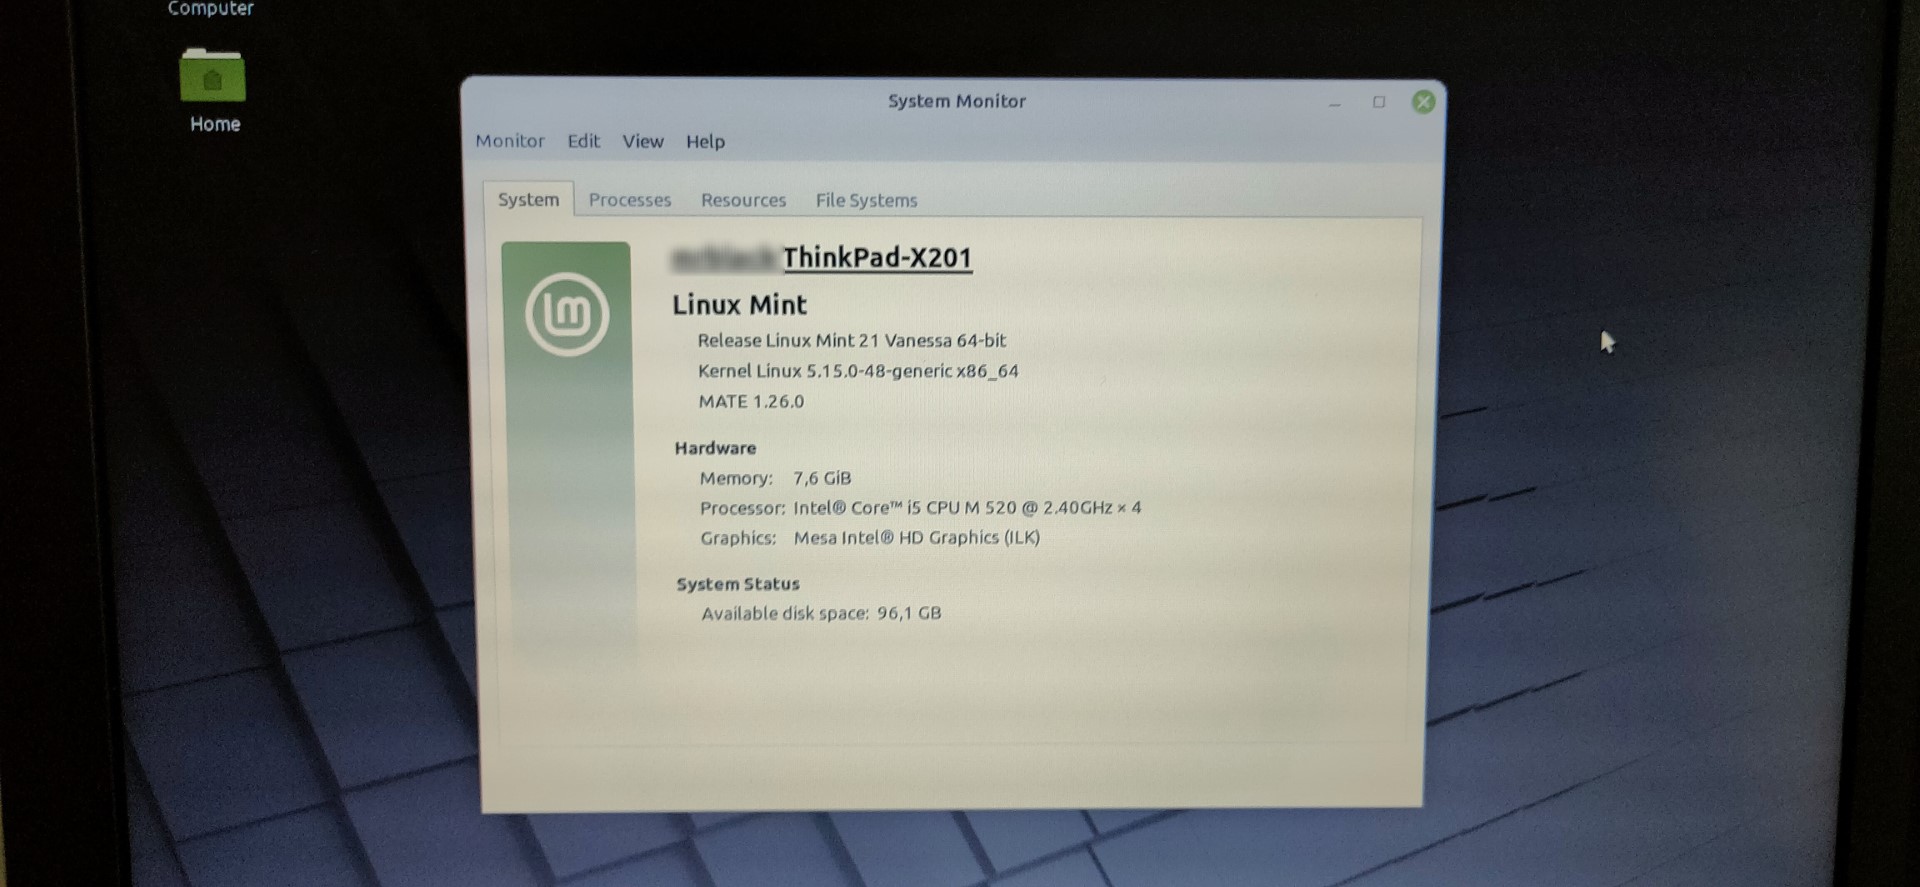 Computer
Home
System Monitor
Monitor Edit View Help
System Processes Resources File Systems
ThinkPad-X201
lm
Linux Mint
Release Linux Mint 21 Vanessa 64-bit
Kernel Linux 5.15.0-48-generic x86_64
MATE 1.26.0
Hardware
Memory: 7,6 GiB
Processor: Intel® Core™ i5 CPU M 520 @ 2.40GHz × 4
Graphics: Mesa Intel® HD Graphics (ILK)
System Status
Available disk space: 96,1 GB